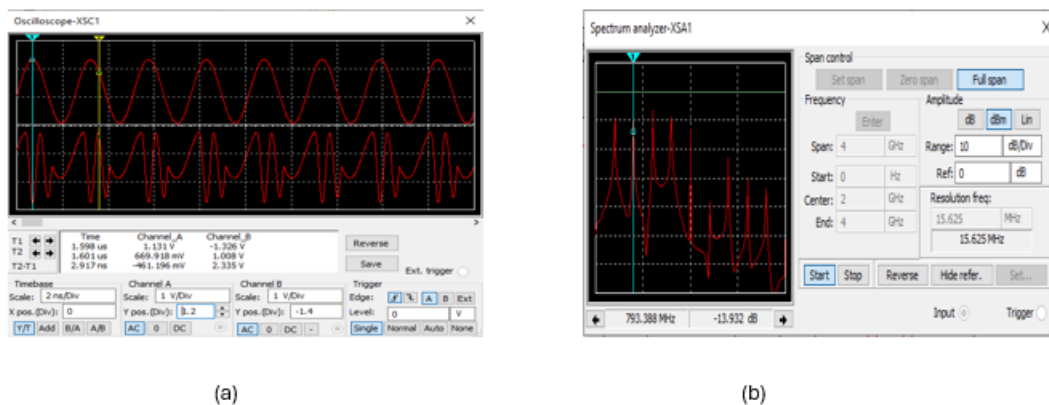 Oscilloscope-XSC1
T1
T2
T2-T1
Time Channel_A Channel_B
1.598 us 1.131 V -1.326 V
1.601 us 669.918 mV 1.008 V
2.917 ns -461.196 mV 2.335 V
Reverse
Save
Ext. trigger
Timebase
Scale: 2 ns/Div
X pos.(Div): 0
Y/T Add B/A A/B
Channel A
Scale: 1 V/Div
Y pos.(Div): 1.2
AC 0 DC
Channel B
Scale: 1 V/Div
Y pos.(Div): -1.4
AC 0 DC -
Trigger
Edge: A B Ext
Level: 0 V
Single Normal Auto None
(a)
Spectrum analyzer-XSA1
793.388 MHz -13.932 dB
Span control
Set span Zero span Full span
Frequency
Enter
Span: 4 GHz
Start: 0 Hz
Center: 2 GHz
End: 4 GHz
Amplitude
dB dBm Lin
Range: 10 dB/Div
Ref: 0 dB
Resolution freq:
15.625 MHz
15.625 MHz
Start Stop Reverse Hide refer. Set...
Input Trigger
(b)